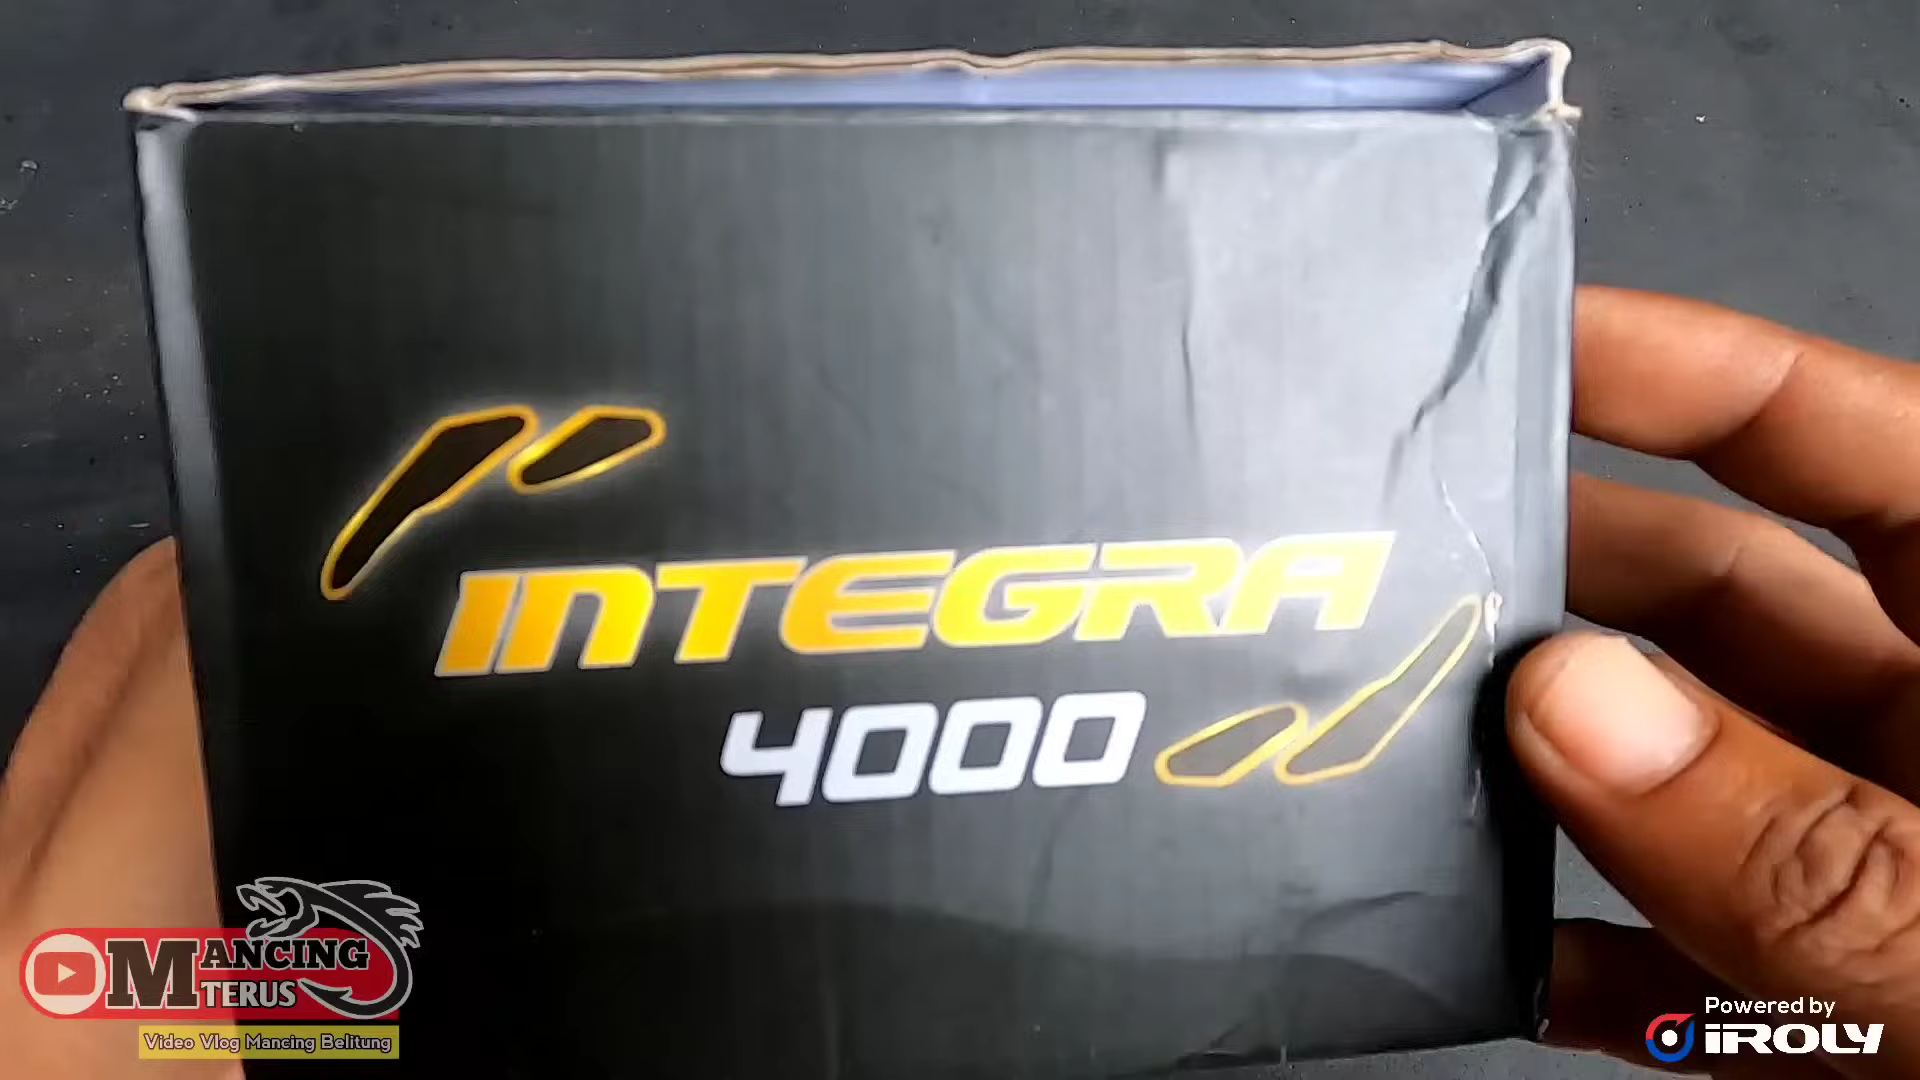 INTEGRA
4000
MANCING
TERUS
Video Vlog Mancing Belitung
Powered by
iROLY